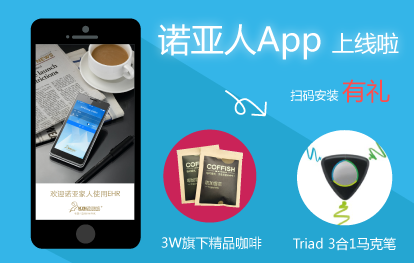 诺亚人App 上线啦
扫码安装 有礼
欢迎诺亚家人使用EHR
COFFISH
COFFISH
3W旗下精品咖啡
Triad 3合1马克笔